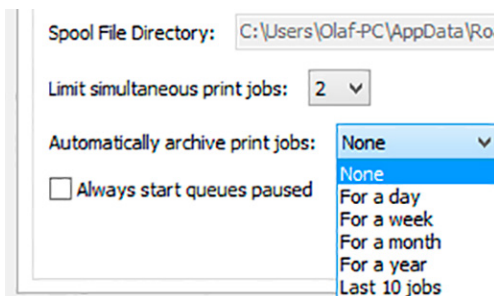 Spool File Directory: C:\Users\Olaf-PC\AppData\Roa
Limit simultaneous print jobs: 2
Automatically archive print jobs: None
None
Always start queues paused
For a day
For a week
For a month
For a year
Last 10 jobs